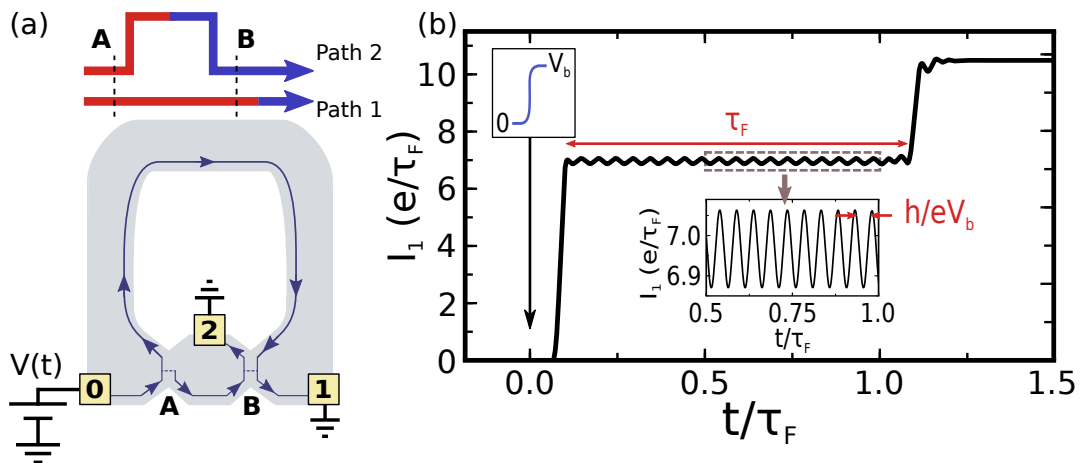 (a)
A
B
Path 2
Path 1
2
V(t)
0
1
A
B
(b)
I₁ (e/τF)
10
8
6
4
2
0
0.0
0.5
1.0
1.5
t/τF
Vb
0
τF
h/eVb
I₁ (e/τF)
7.0
6.9
0.5
0.75
1.0
t/τF